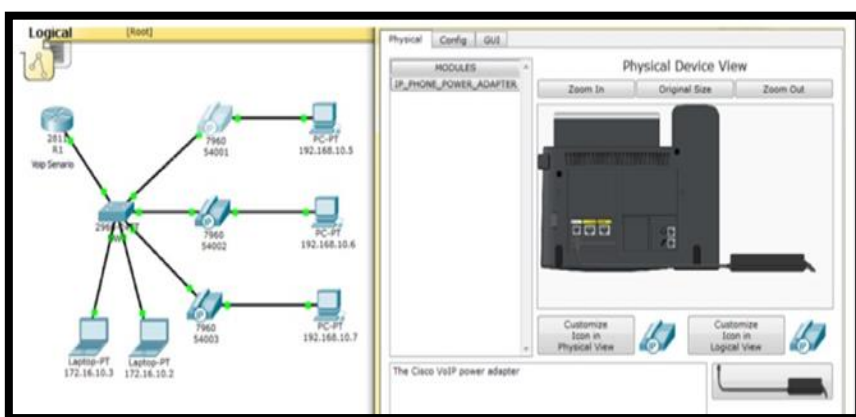 Logical
[Root]
2811
R1
Voip Senario
7960
54001
PC-PT
192.168.10.5
7960
54002
PC-PT
192.168.10.6
7960
54003
PC-PT
192.168.10.7
Laptop-PT
172.16.10.3
Laptop-PT
172.16.10.2
Physical
Config
GUI
MODULES
IP_PHONE_POWER_ADAPTER
Physical Device View
Zoom In
Original Size
Zoom Out
Customize
Icon in
Physical View
IP
Customize
Icon in
Logical View
IP
The Cisco VoIP power adapter